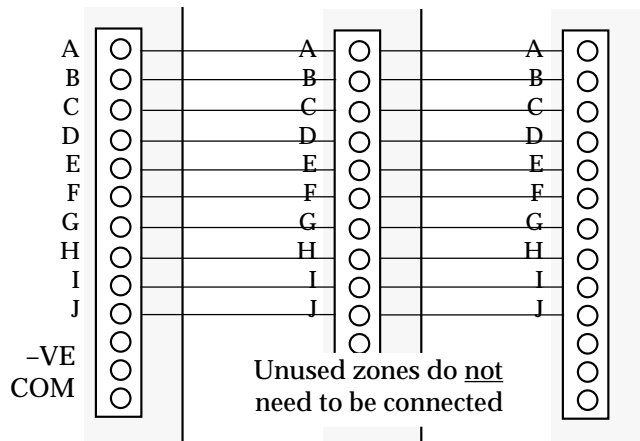 A A A
B B B
C C C
D D D
E E E
F F F
G G G
H H H
I I I
J J J
–VE
COM
Unused zones do not
need to be connected